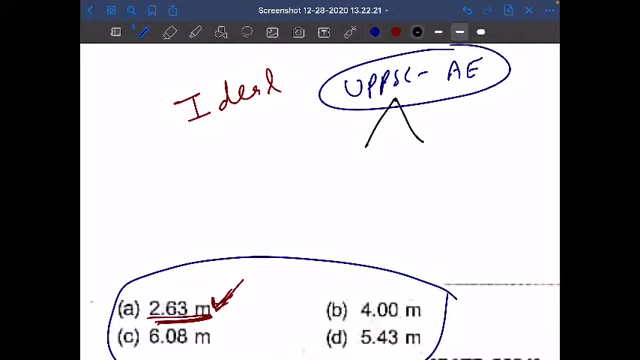 Screenshot 12-28-2020 13.22.21
Ideal UPPSC- AE
(a) 2.63 m (b) 4.00 m
(c) 6.08 m (d) 5.43 m